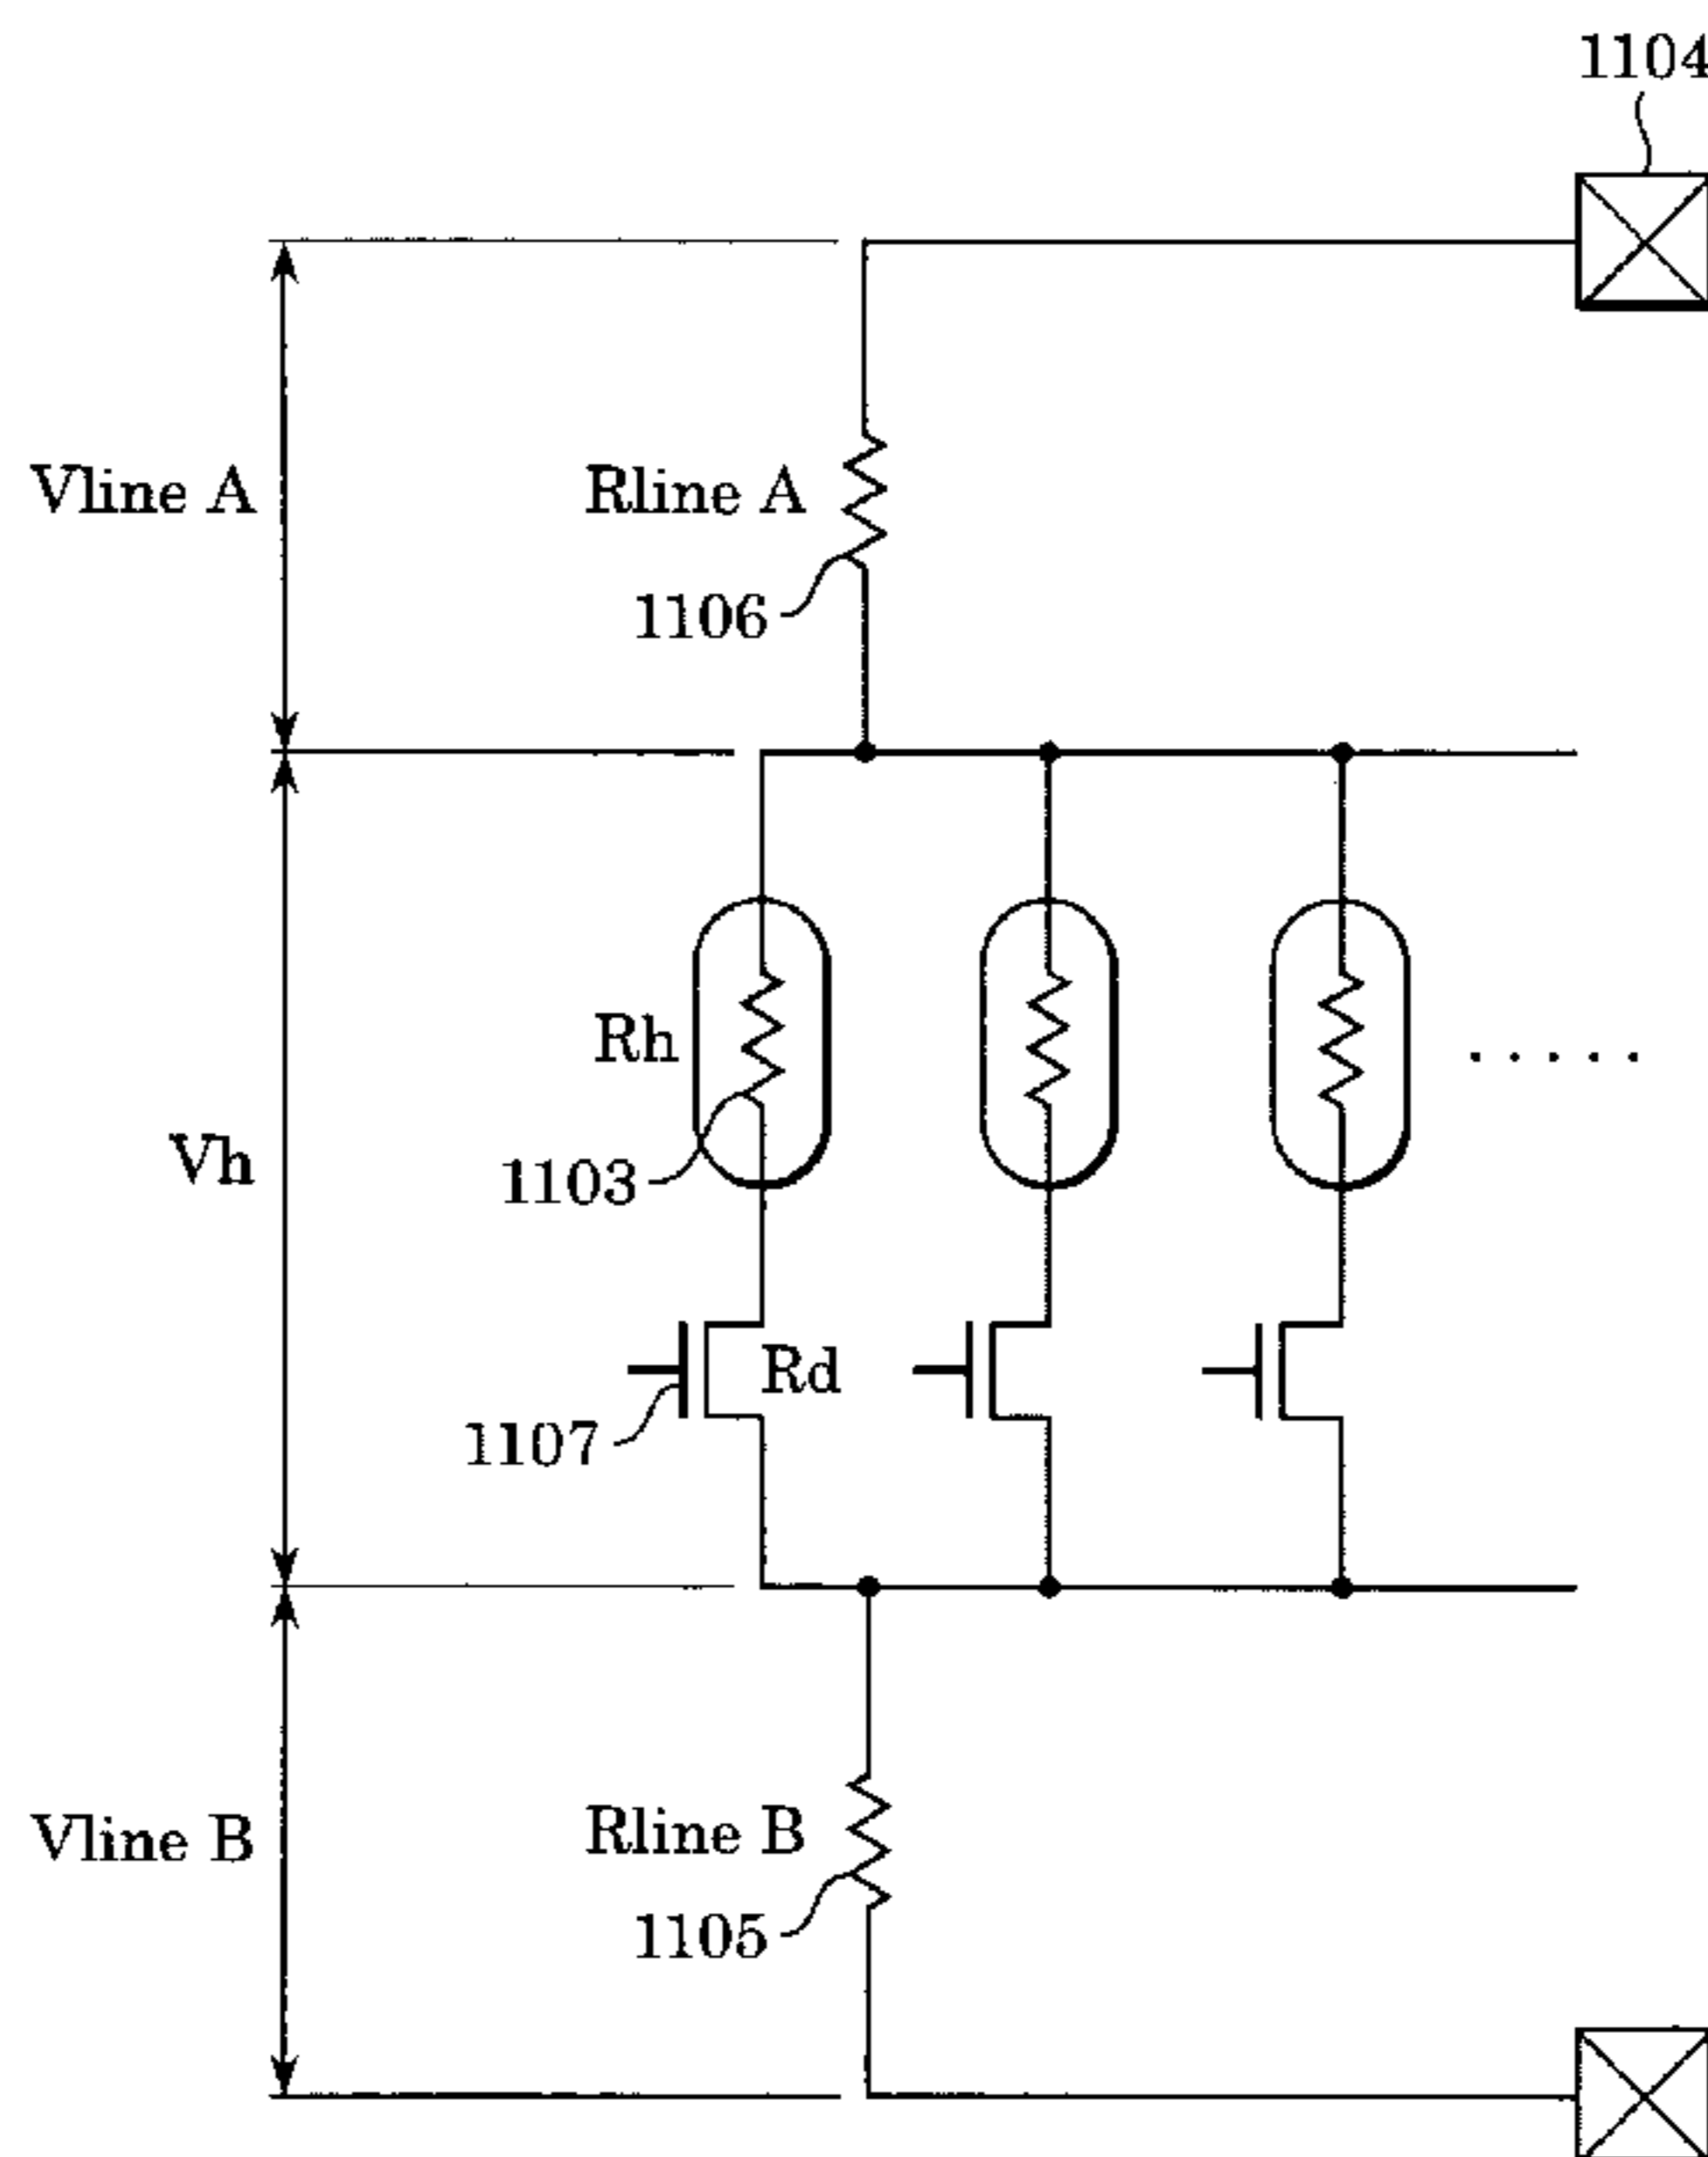 1104
Vline A
Rline A
1106
Rh
Vh
1103
Rd
1107
Vline B
Rline B
1105